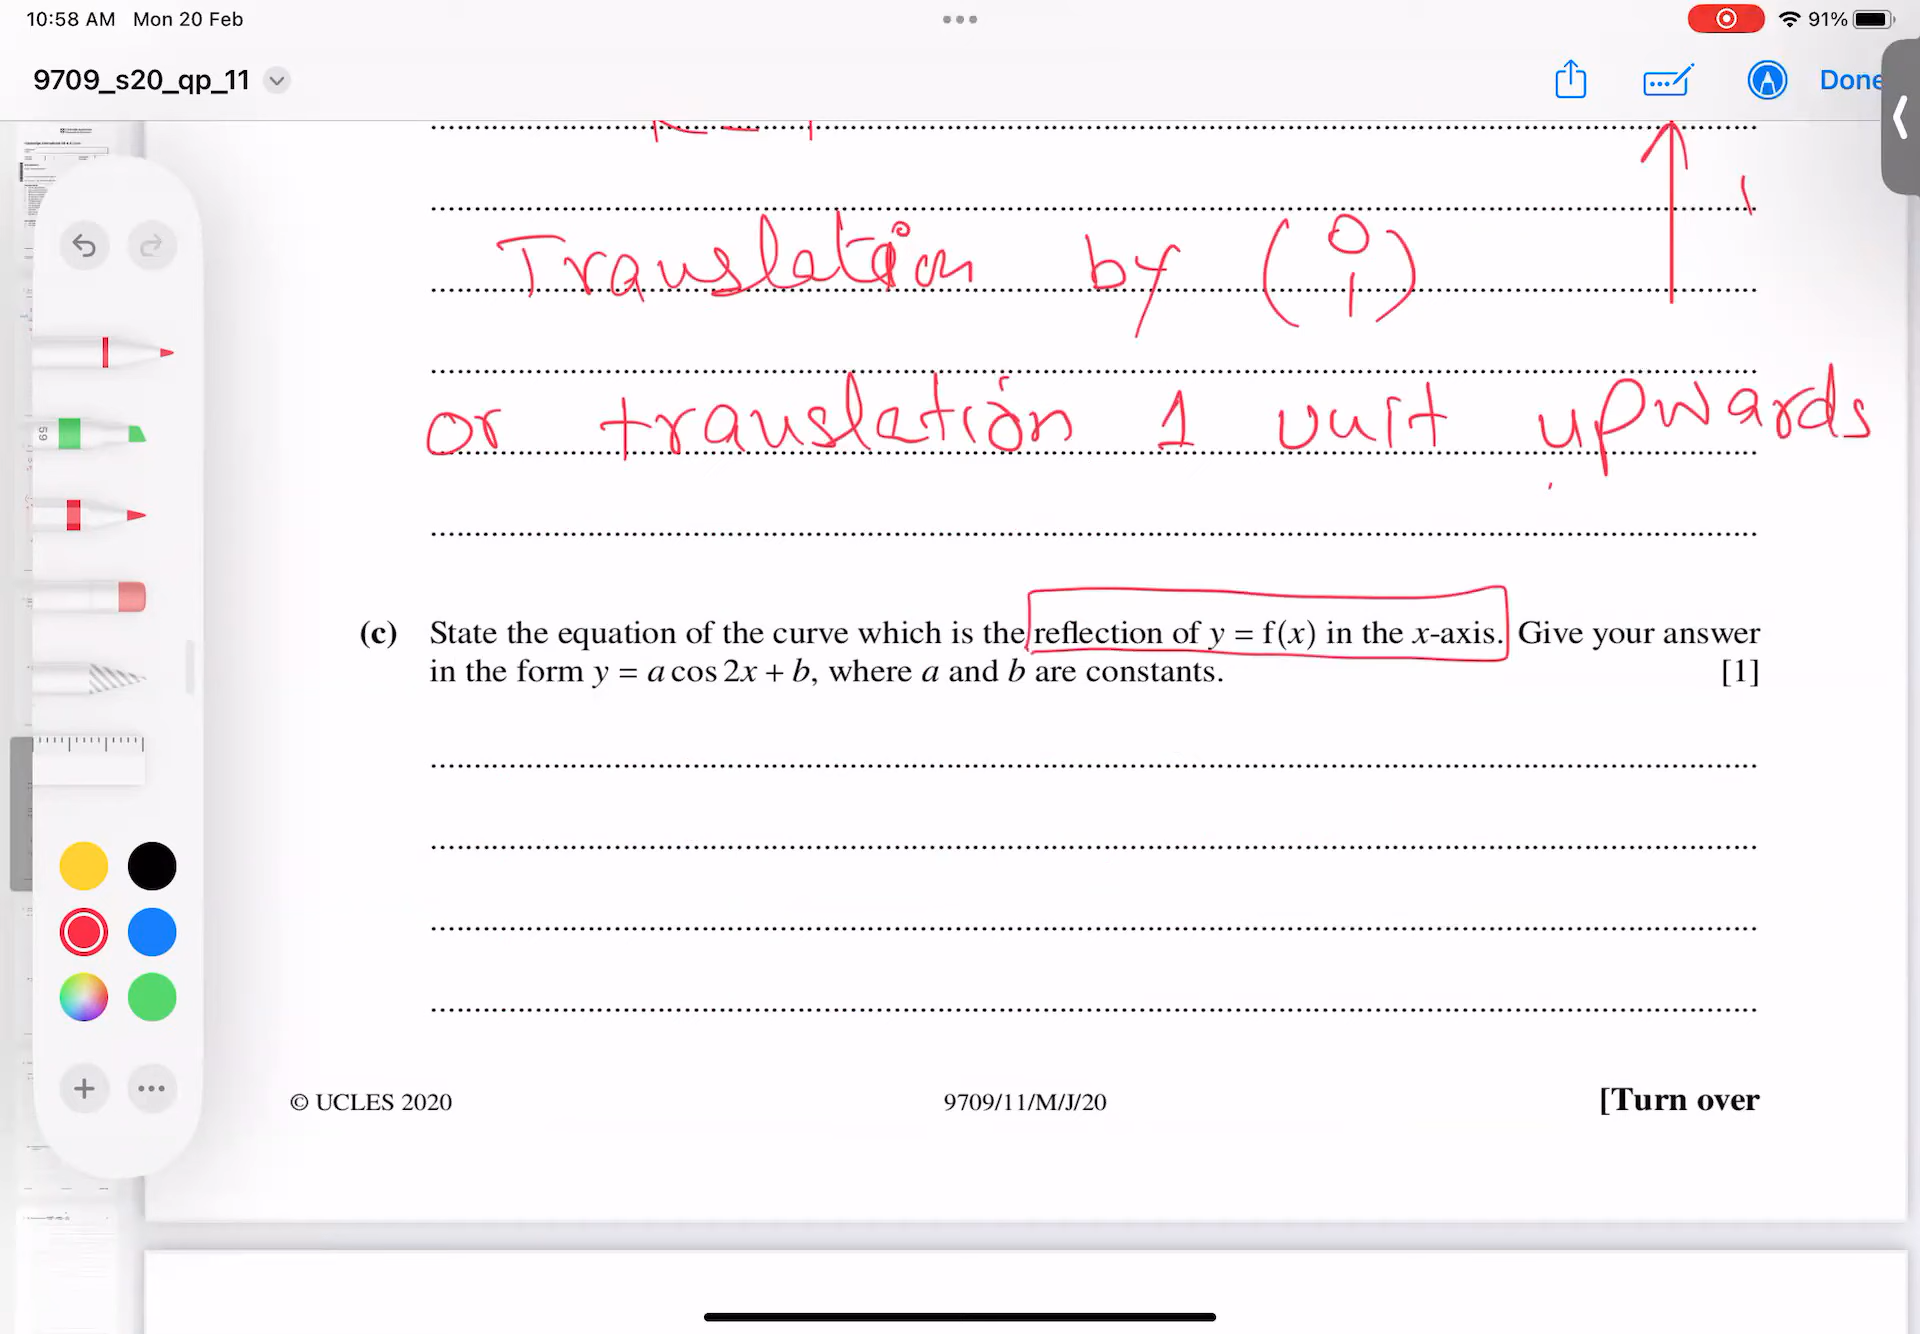 10:58 AM Mon 20 Feb
91%
9709_s20_qp_11
Done
1
Translation by (0 1)
or translation 1 unit upwards
59
(c) State the equation of the curve which is the reflection of y = f(x) in the x-axis. Give your answer
in the form y = a cos 2x + b, where a and b are constants. [1]
© UCLES 2020 9709/11/M/J/20 [Turn over